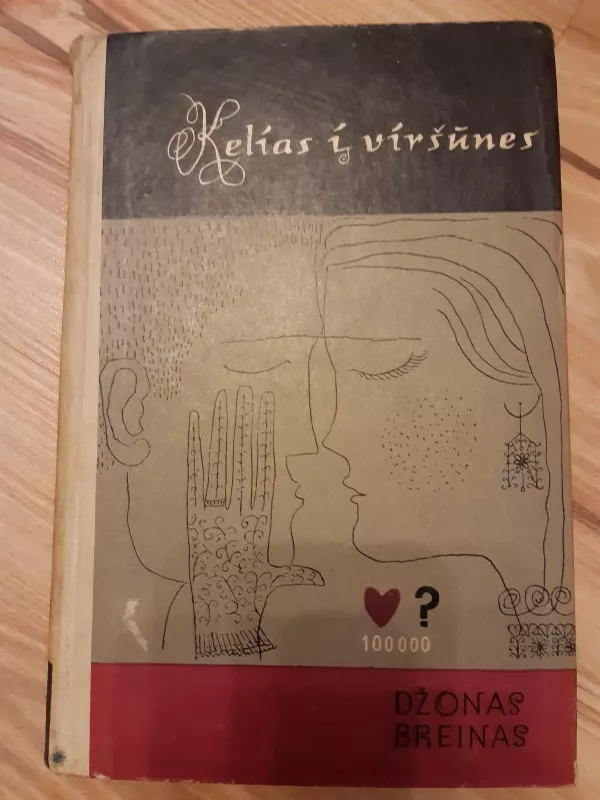 Kelias į viršūnes
?
100 000
DŽONAS
BREINAS